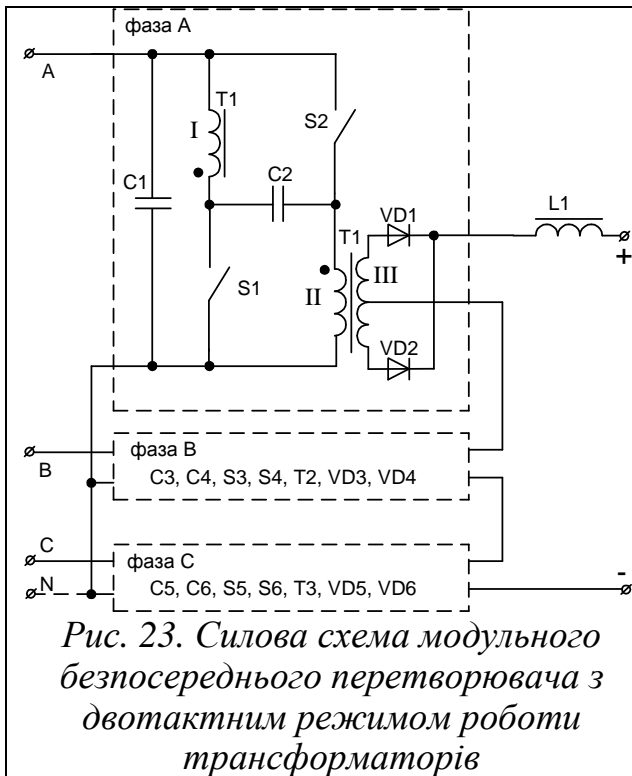 фаза A
A
T1
I
S2
C1
C2
T1
VD1
L1
+
S1
II
III
VD2
фаза B
B
C3, C4, S3, S4, T2, VD3, VD4
C
фаза C
N
C5, C6, S5, S6, T3, VD5, VD6
-
Рис. 23. Силова схема модульного
безпосереднього перетворювача з
двотактним режимом роботи
трансформаторів